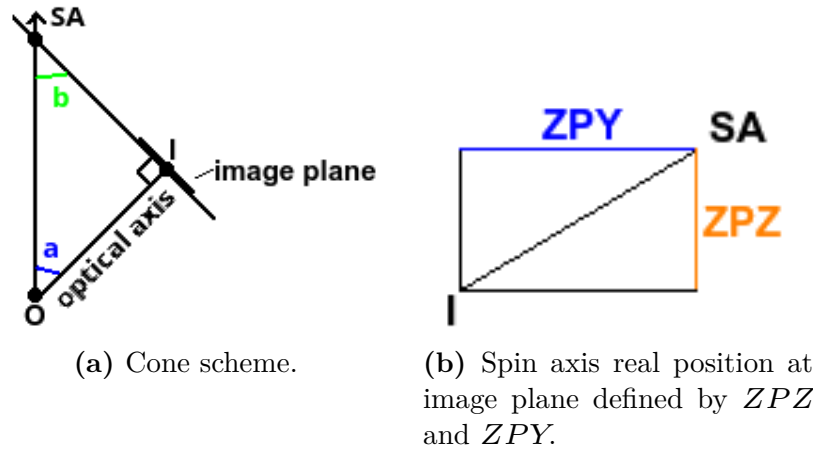 SA
b
I
image plane
a
optical axis
O
ZPY
SA
ZPZ
I
(a) Cone scheme.
(b) Spin axis real position at
image plane defined by ZPZ
and ZPY.